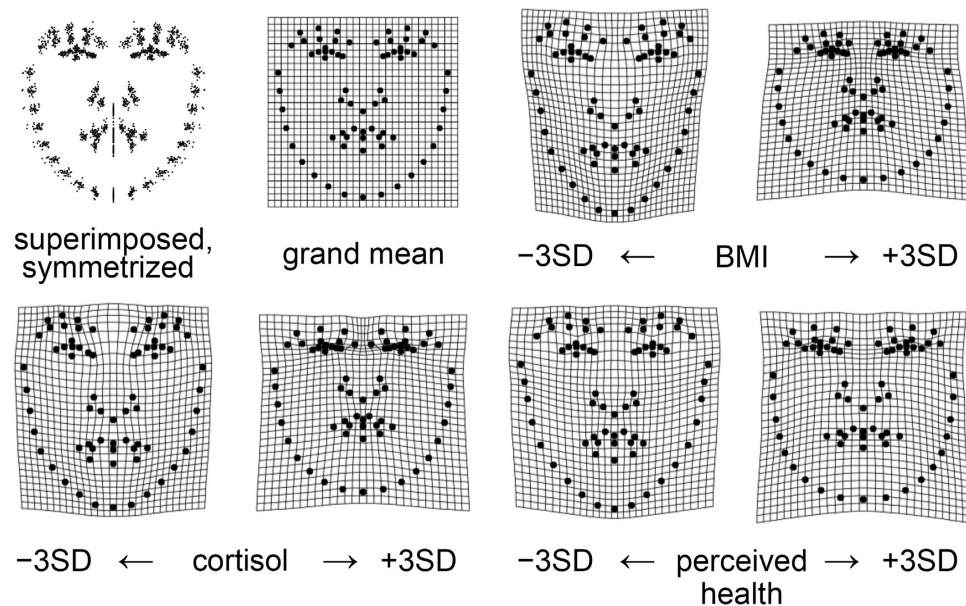 superimposed,
symmetrized
grand mean
−3SD ← BMI → +3SD
−3SD ← cortisol → +3SD
−3SD ← perceived → +3SD
health